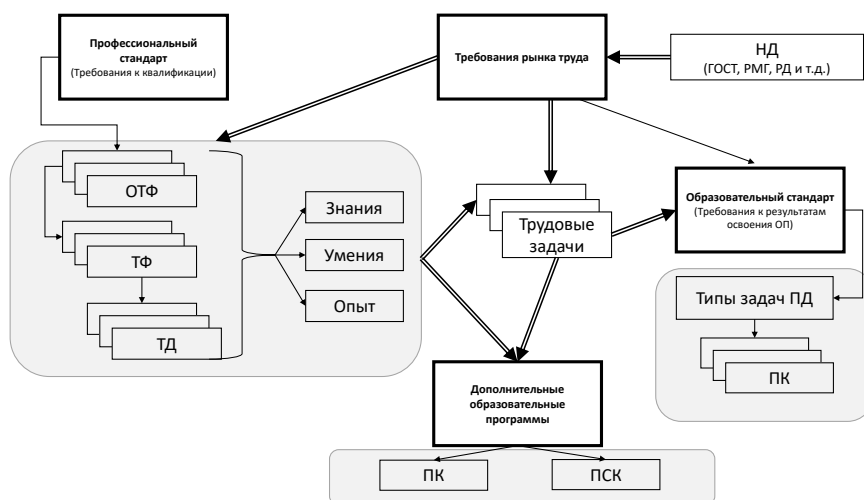 Профессиональный
стандарт
(Требования к квалификации)
Требования рынка труда
НД
(ГОСТ, РМГ, РД и т.д.)
ОТФ
ТФ
ТД
Знания
Умения
Опыт
Трудовые
задачи
Образовательный стандарт
(Требования к результатам
освоения ОП)
Типы задач ПД
ПК
Дополнительные
образовательные
программы
ПК
ПСК